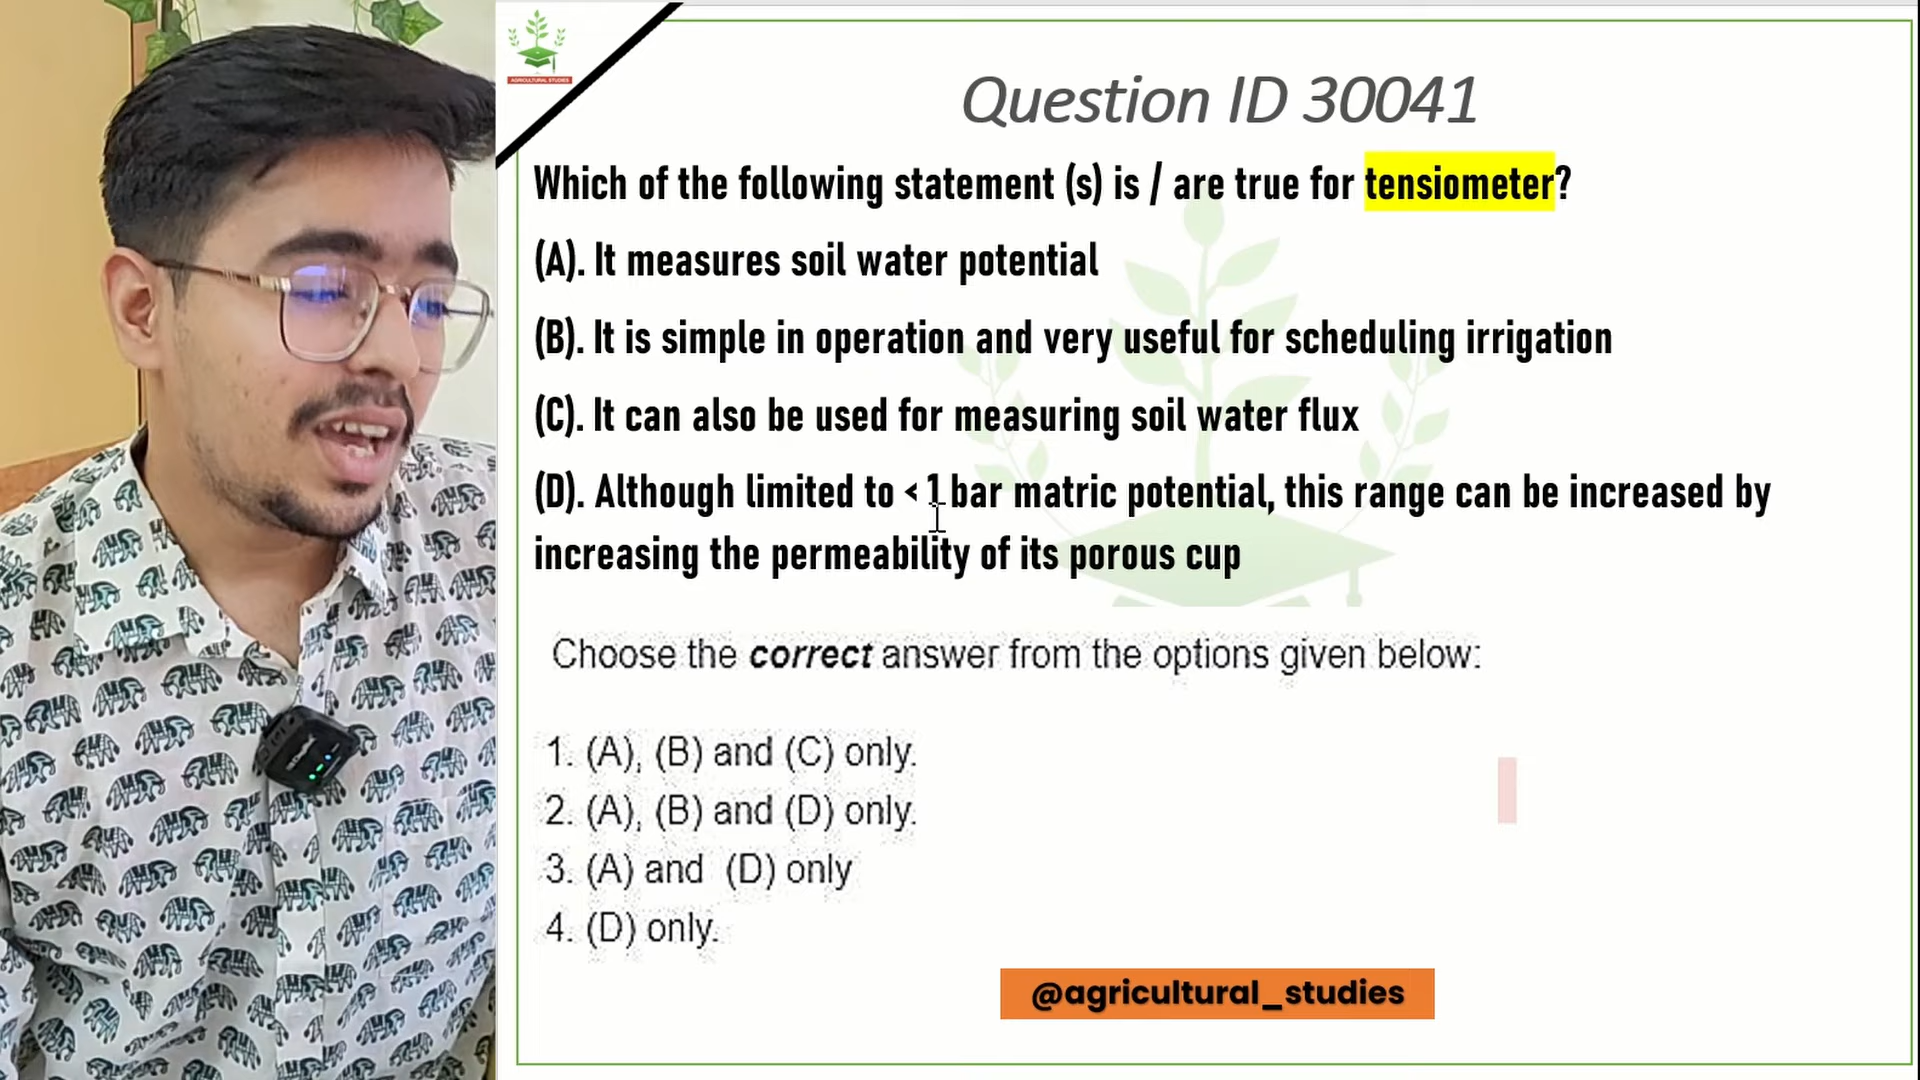 AGRICULTURAL STUDIES
Question ID 30041
Which of the following statement (s) is / are true for tensiometer?
(A). It measures soil water potential
(B). It is simple in operation and very useful for scheduling irrigation
(C). It can also be used for measuring soil water flux
(D). Although limited to < 1 bar matric potential, this range can be increased by
increasing the permeability of its porous cup
Choose the correct answer from the options given below:
1. (A), (B) and (C) only.
2. (A), (B) and (D) only.
3. (A) and (D) only
4. (D) only.
@agricultural_studies